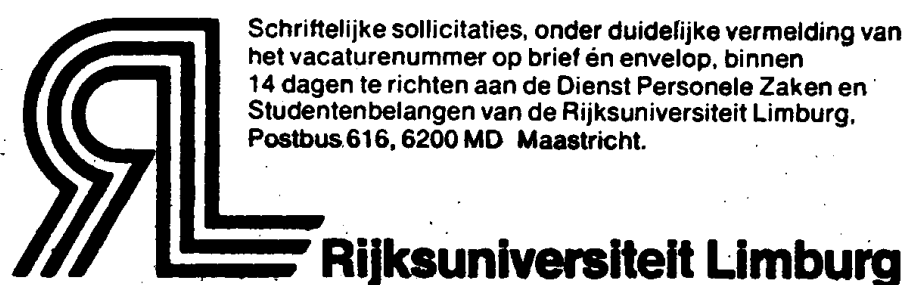 Schriftelijke sollicitaties, onder duidelijke vermelding van
het vacaturenummer op brief én envelop, binnen
14 dagen te richten aan de Dienst Personele Zaken en
Studentenbelangen van de Rijksuniversiteit Limburg,
Postbus 616, 6200 MD Maastricht.
RL
Rijksuniversiteit Limburg